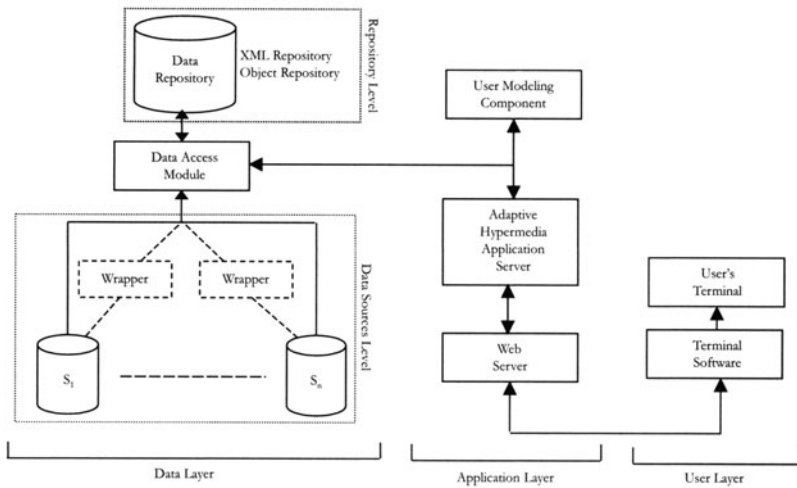 Data
Repository
XML Repository
Object Repository
Repository Level
Data Access
Module
Wrapper
Wrapper
S1
Sn
Data Sources Level
User Modeling
Component
Adaptive
Hypermedia
Application
Server
Web
Server
User's
Terminal
Terminal
Software
Data Layer
Application Layer
User Layer